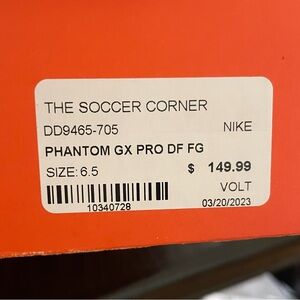 THE SOCCER CORNER
DD9465-705 NIKE
PHANTOM GX PRO DF FG
SIZE: 6.5 $ 149.99
VOLT
10340728 03/20/2023